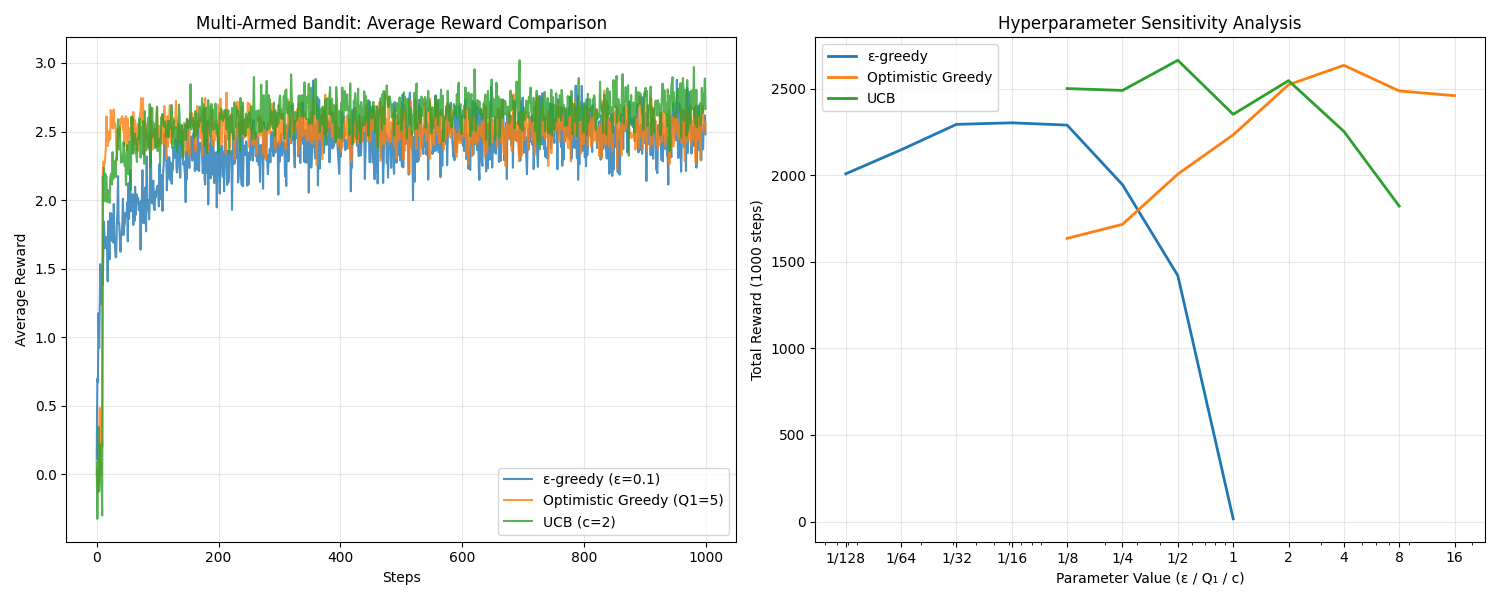 Multi-Armed Bandit: Average Reward Comparison
Average Reward
3.0
2.5
2.0
1.5
1.0
0.5
0.0
ε-greedy (ε=0.1)
Optimistic Greedy (Q1=5)
UCB (c=2)
0 200 400 600 800 1000
Steps
Hyperparameter Sensitivity Analysis
Total Reward (1000 steps)
ε-greedy
Optimistic Greedy
UCB
2500
2000
1500
1000
500
0
1/128 1/64 1/32 1/16 1/8 1/4 1/2 1 2 4 8 16
Parameter Value (ε / Q₁ / c)